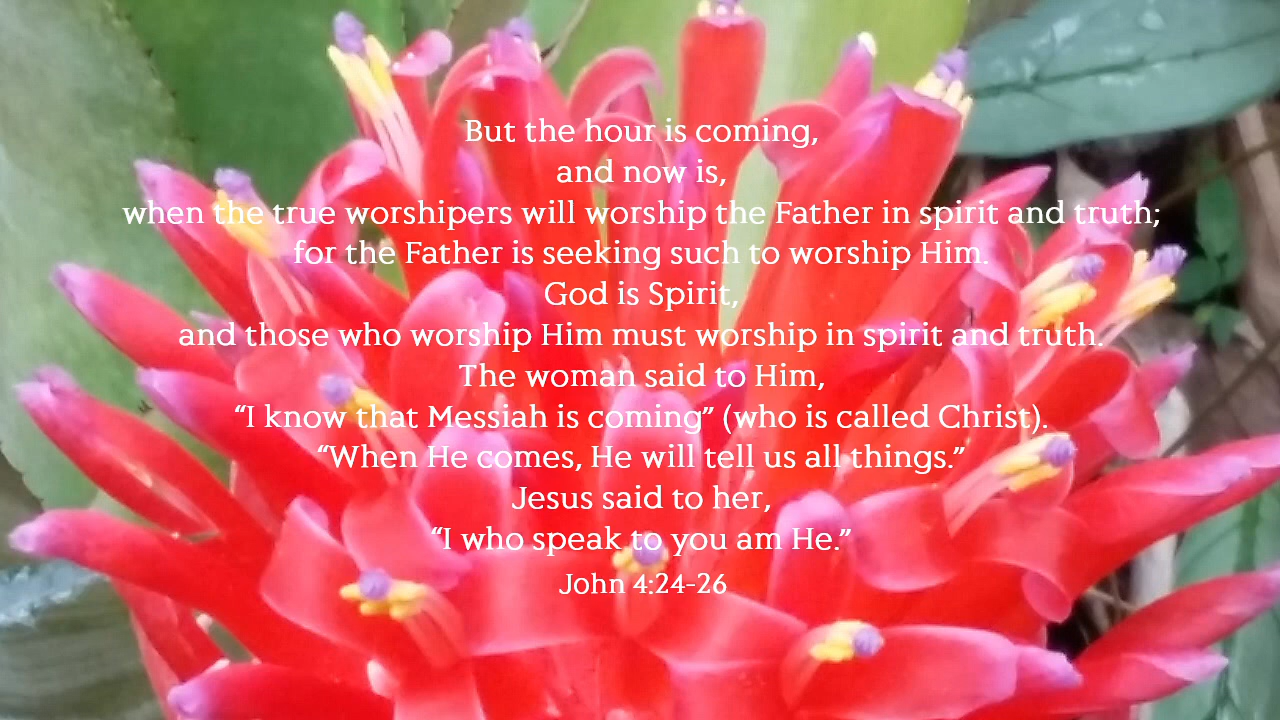 But the hour is coming,
and now is,
when the true worshipers will worship the Father in spirit and truth;
for the Father is seeking such to worship Him.
God is Spirit,
and those who worship Him must worship in spirit and truth.
The woman said to Him,
“I know that Messiah is coming” (who is called Christ).
“When He comes, He will tell us all things.”
Jesus said to her,
“I who speak to you am He.”
John 4:24-26